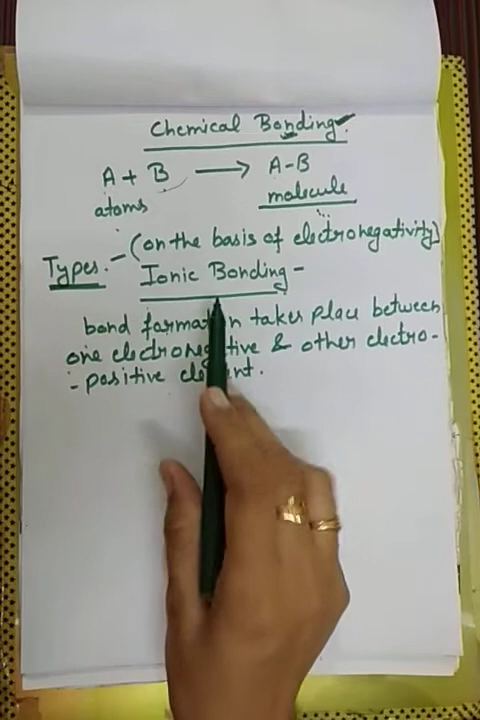 Chemical Bonding
A + B → A-B
atoms molecule
Types. - (on the basis of electronegativity)
Ionic Bonding -
bond formation takes place between
one electronegative & other electro-
- positive element.